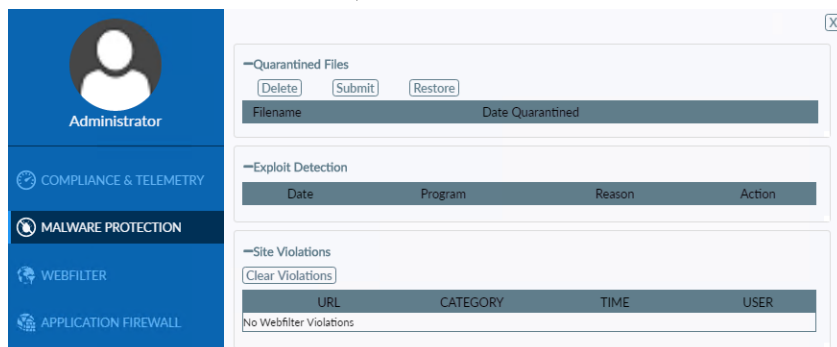 X
Quarantined Files
Delete Submit Restore
Filename Date Quarantined
Administrator
Exploit Detection
COMPLIANCE & TELEMETRY
Date Program Reason Action
MALWARE PROTECTION
Site Violations
WEBFILTER
Clear Violations
URL CATEGORY TIME USER
APPLICATION FIREWALL
No Webfilter Violations